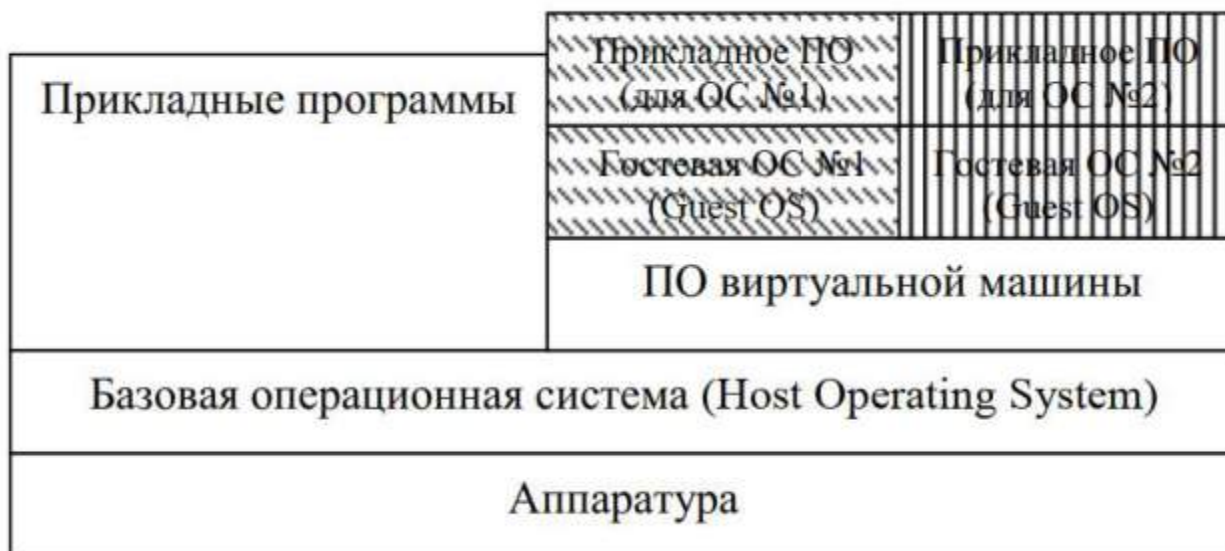 Прикладные программы
Прикладное ПО
(для ОС №1)
Прикладное ПО
(для ОС №2)
Гостевая ОС №1
(Guest OS)
Гостевая ОС №2
(Guest OS)
ПО виртуальной машины
Базовая операционная система (Host Operating System)
Аппаратура